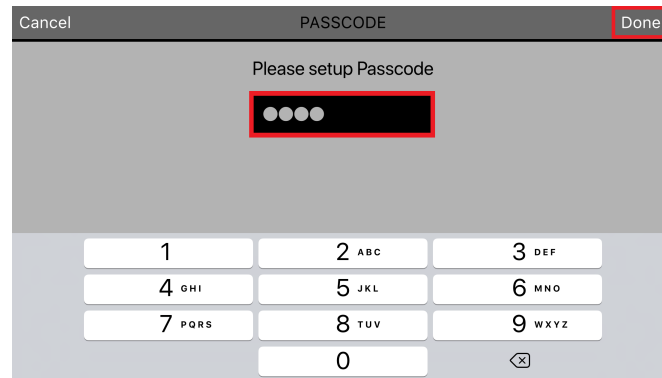 Cancel PASSCODE Done
Please setup Passcode
1 2 ABC 3 DEF
4 GHI 5 JKL 6 MNO
7 PQRS 8 TUV 9 WXYZ
0